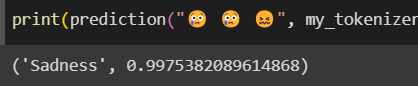 print(prediction("😢 😢 😖", my_tokenizer
('Sadness', 0.9975382089614868)